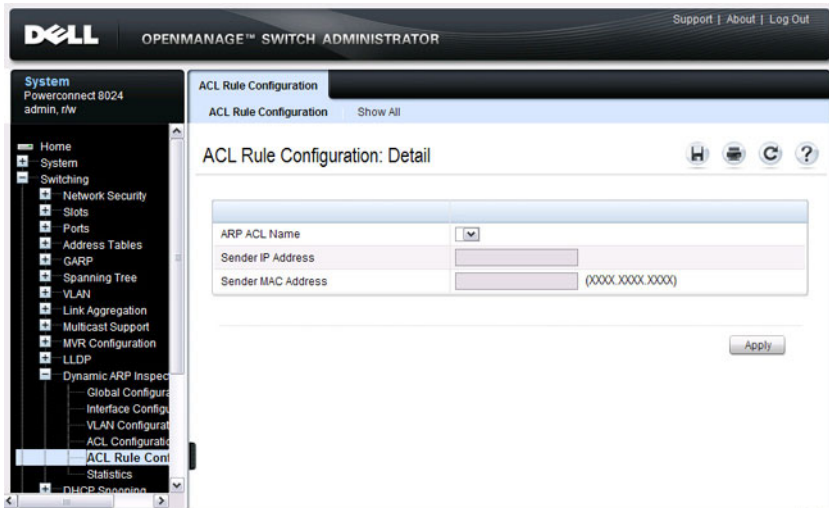 DELL
OPENMANAGE™ SWITCH ADMINISTRATOR
Support | About | Log Out
System
Powerconnect 8024
admin, r/w
Home
System
Switching
Network Security
Slots
Ports
Address Tables
GARP
Spanning Tree
VLAN
Link Aggregation
Multicast Support
MVR Configuration
LLDP
Dynamic ARP Inspec
Global Configura
Interface Configu
VLAN Configurat
ACL Configuratio
ACL Rule Conf
Statistics
DHCP Snooping
ACL Rule Configuration
ACL Rule Configuration Show All
ACL Rule Configuration: Detail
ARP ACL Name
Sender IP Address
Sender MAC Address (XXXX.XXXX.XXXX)
Apply